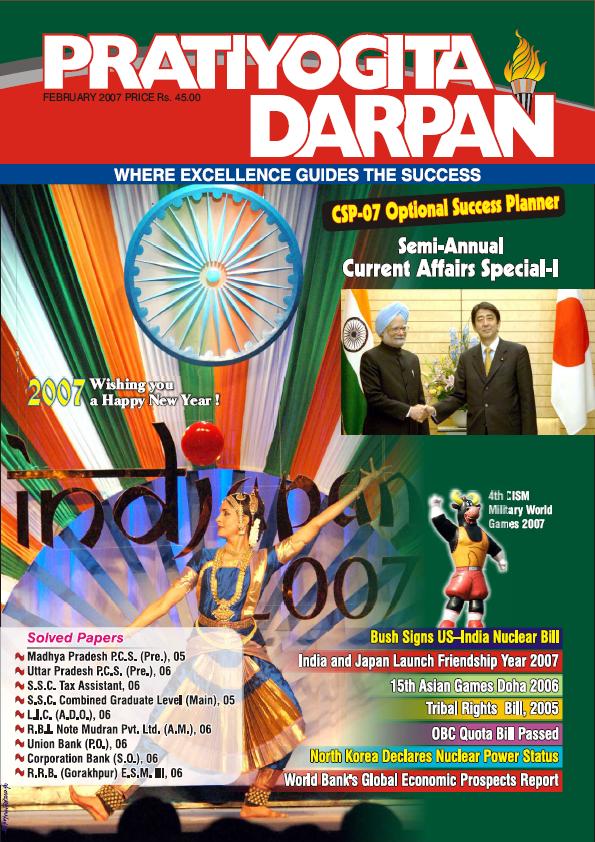 PRATIYOGITA
DARPAN
FEBRUARY 2007 PRICE Rs. 45.00
WHERE EXCELLENCE GUIDES THE SUCCESS
CSP-07 Optional Success Planner
Semi-Annual
Current Affairs Special-I
2007 Wishing you
a Happy New Year !
indjapan
2007
4th CISM
Military World
Games 2007
Solved Papers
Madhya Pradesh P.C.S. (Pre.), 05
Uttar Pradesh P.C.S. (Pre.), 06
S.S.C. Tax Assistant, 06
S.S.C. Combined Graduate Level (Main), 05
L.I.C. (A.D.O.), 06
R.B.I. Note Mudran Pvt. Ltd. (A.M.), 06
Union Bank (P.O.), 06
Corporation Bank (S.O.), 06
R.R.B. (Gorakhpur) E.S.M. III, 06
Bush Signs US–India Nuclear Bill
India and Japan Launch Friendship Year 2007
15th Asian Games Doha 2006
Tribal Rights Bill, 2005
OBC Quota Bill Passed
North Korea Declares Nuclear Power Status
World Bank's Global Economic Prospects Report